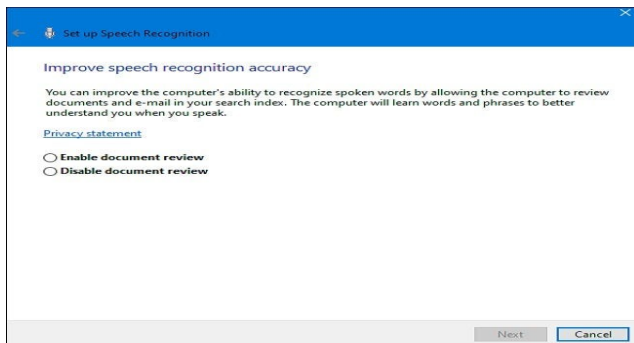 Set up Speech Recognition
Improve speech recognition accuracy
You can improve the computer's ability to recognize spoken words by allowing the computer to review
documents and e-mail in your search index. The computer will learn words and phrases to better
understand you when you speak.
Privacy statement
Enable document review
Disable document review
Next
Cancel